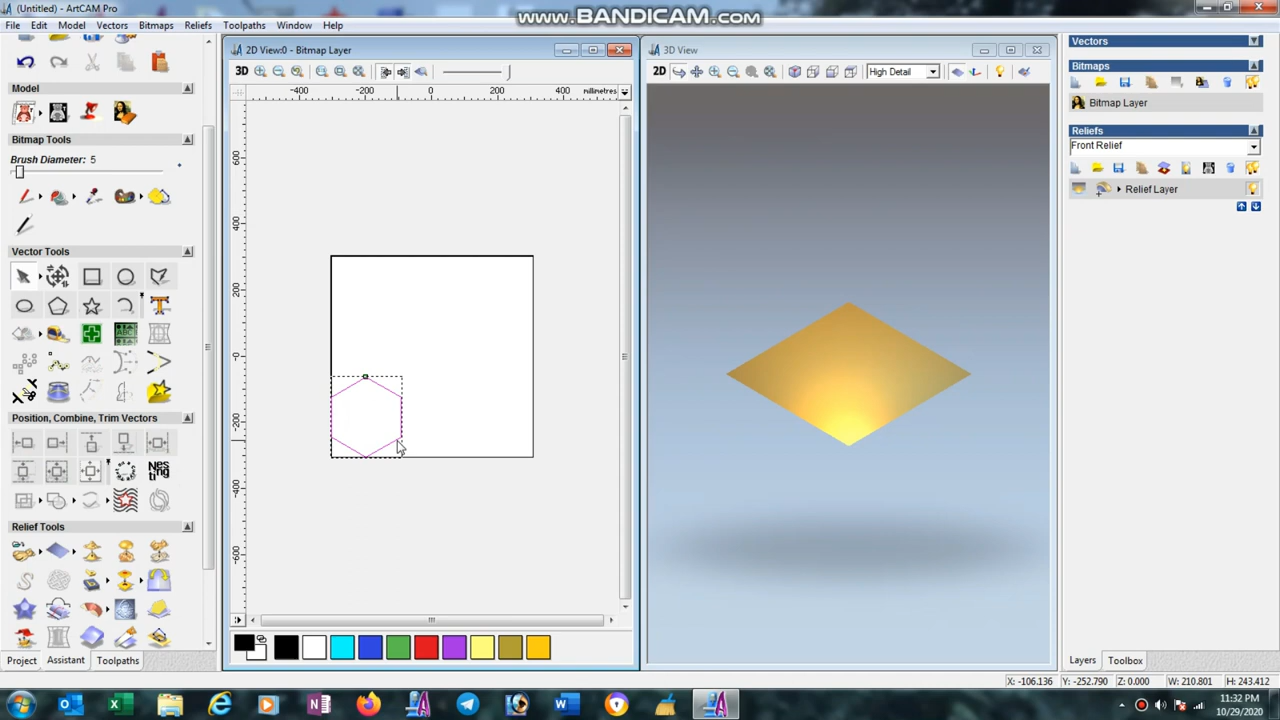 (Untitled) - ArtCAM Pro
www.BANDICAM.com
File Edit Model Vectors Bitmaps Reliefs Toolpaths Window Help
Model
Bitmap Tools
Brush Diameter: 5
Vector Tools
Position, Combine, Trim Vectors
Relief Tools
Project Assistant Toolpaths
2D View:0 - Bitmap Layer
3D
-400 -200 0 200 400 millimetres
600
400
200
-0
-200
-400
-600
3D View
2D High Detail
Vectors
Bitmaps
Bitmap Layer
Reliefs
Front Relief
Relief Layer
Layers Toolbox
X: -106.136 Y: -252.790 Z: 0.000 W: 210.801 H: 243.412
11:32 PM
10/29/2020